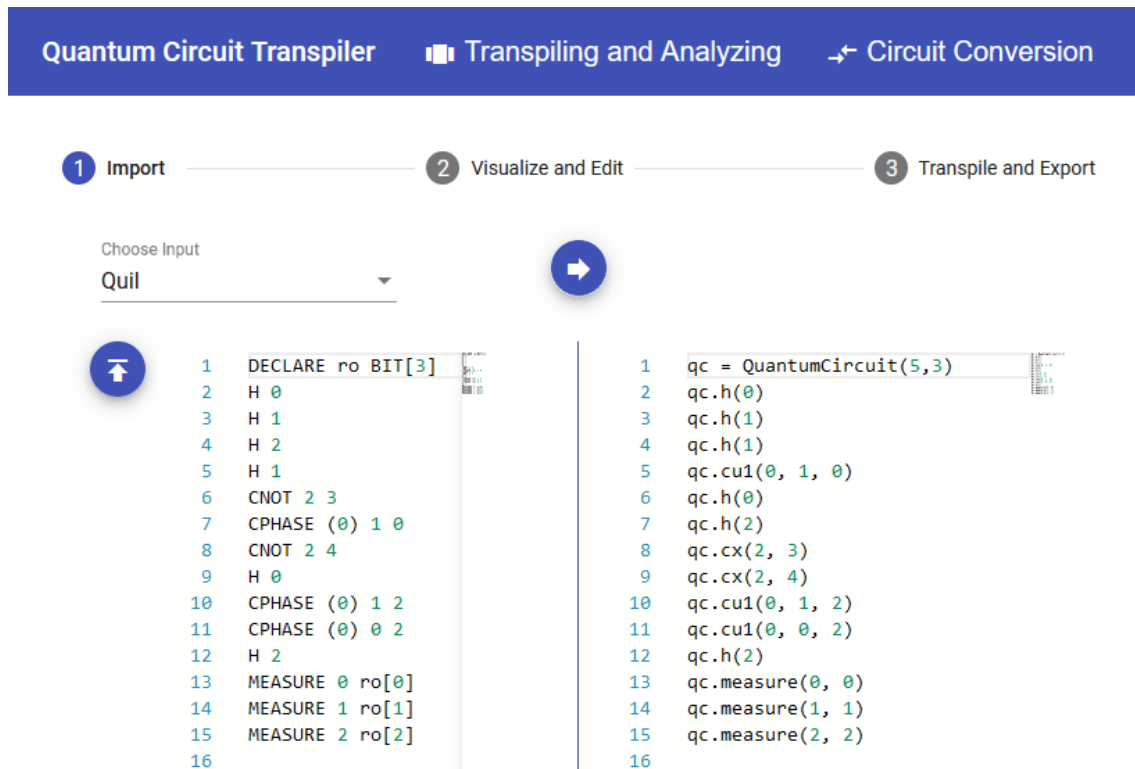 Quantum Circuit Transpiler Transpiling and Analyzing Circuit Conversion
1 Import 2 Visualize and Edit 3 Transpile and Export
Choose Input
Quil
1 DECLARE ro BIT[3]
2 H 0
3 H 1
4 H 2
5 H 1
6 CNOT 2 3
7 CPHASE (0) 1 0
8 CNOT 2 4
9 H 0
10 CPHASE (0) 1 2
11 CPHASE (0) 0 2
12 H 2
13 MEASURE 0 ro[0]
14 MEASURE 1 ro[1]
15 MEASURE 2 ro[2]
16
1 qc = QuantumCircuit(5,3)
2 qc.h(0)
3 qc.h(1)
4 qc.h(1)
5 qc.cu1(0, 1, 0)
6 qc.h(0)
7 qc.h(2)
8 qc.cx(2, 3)
9 qc.cx(2, 4)
10 qc.cu1(0, 1, 2)
11 qc.cu1(0, 0, 2)
12 qc.h(2)
13 qc.measure(0, 0)
14 qc.measure(1, 1)
15 qc.measure(2, 2)
16